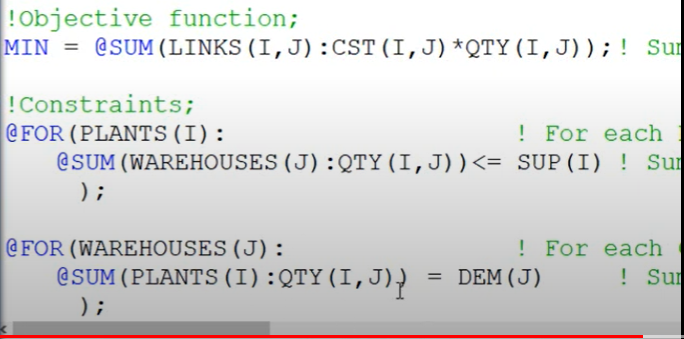 !Objective function;
MIN = @SUM(LINKS(I,J):CST(I,J)*QTY(I,J));! Su
!Constraints;
@FOR(PLANTS(I): ! For each
@SUM(WAREHOUSES(J):QTY(I,J))<= SUP(I) ! Su
);
@FOR(WAREHOUSES(J): ! For each
@SUM(PLANTS(I):QTY(I,J)) = DEM(J) ! Su
);